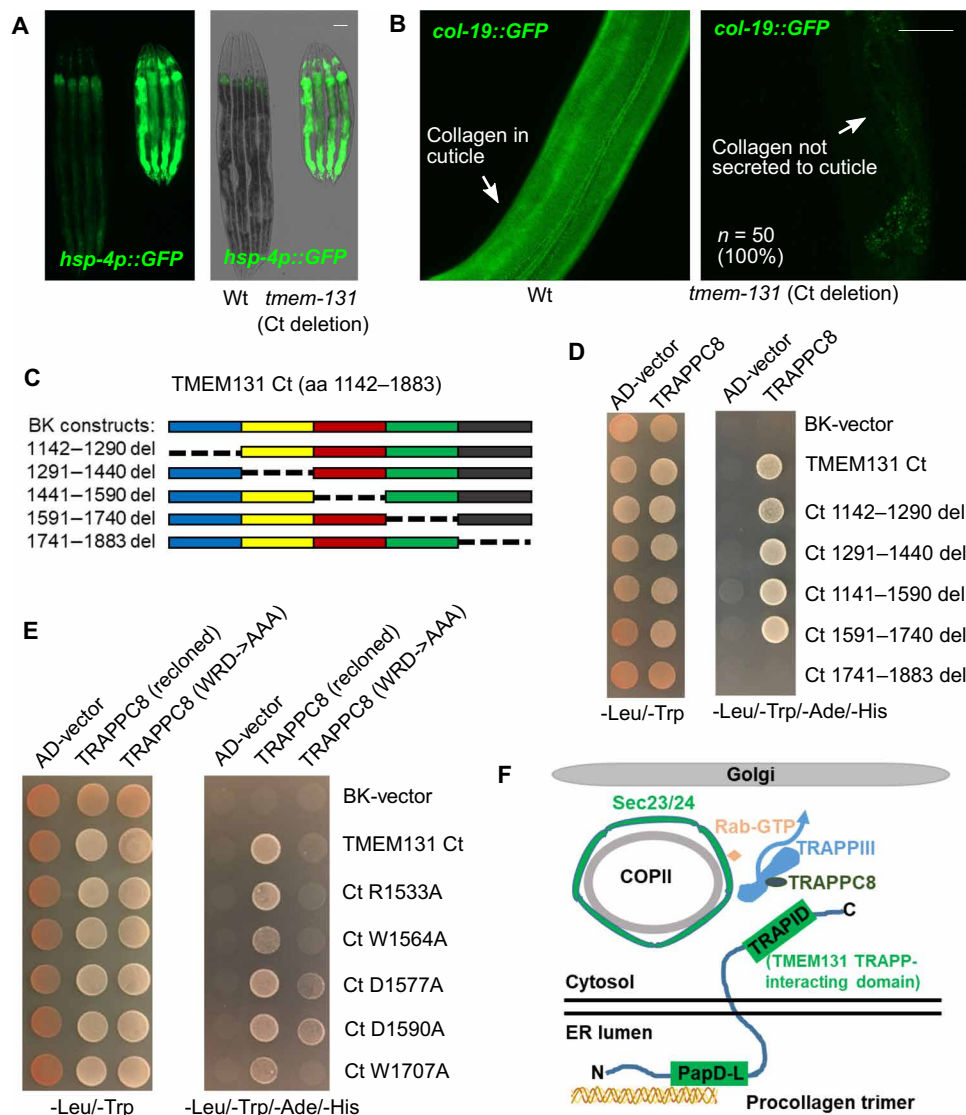 A
hsp-4p::GFP
hsp-4p::GFP
Wt tmem-131
(Ct deletion)
B
col-19::GFP
Collagen in
cuticle
Wt
col-19::GFP
Collagen not
secreted to cuticle
n = 50
(100%)
tmem-131 (Ct deletion)
C
TMEM131 Ct (aa 1142–1883)
BK constructs:
1142–1290 del
1291–1440 del
1441–1590 del
1591–1740 del
1741–1883 del
D
AD-vector
TRAPPC8
AD-vector
TRAPPC8
BK-vector
TMEM131 Ct
Ct 1142–1290 del
Ct 1291–1440 del
Ct 1141–1590 del
Ct 1591–1740 del
Ct 1741–1883 del
-Leu/-Trp
-Leu/-Trp/-Ade/-His
E
AD-vector
TRAPPC8 (recloned)
TRAPPC8 (WRD->AAA)
AD-vector
TRAPPC8 (recloned)
TRAPPC8 (WRD->AAA)
BK-vector
TMEM131 Ct
Ct R1533A
Ct W1564A
Ct D1577A
Ct D1590A
Ct W1707A
-Leu/-Trp
-Leu/-Trp/-Ade/-His
F
Golgi
Sec23/24
Rab-GTP
TRAPPIII
COPII
TRAPPC8
TRAPID
C
(TMEM131 TRAPP-
interacting domain)
Cytosol
ER lumen
N
PapD-L
Procollagen trimer